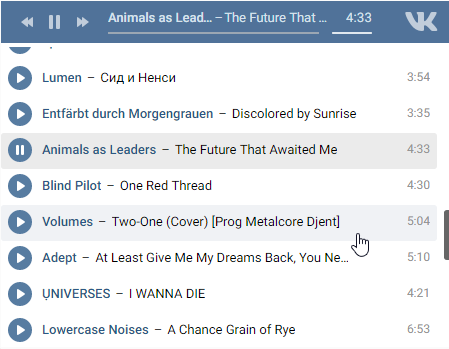 Animals as Lead... – The Future That ... 4:33
Lumen – Сид и Ненси 3:54
Entfärbt durch Morgengrauen – Discolored by Sunrise 3:35
Animals as Leaders – The Future That Awaited Me 4:33
Blind Pilot – One Red Thread 4:30
Volumes – Two-One (Cover) [Prog Metalcore Djent] 5:04
Adept – At Least Give Me My Dreams Back, You Ne... 5:10
ỤNIVERSES – I WANNA DIE 4:21
Lowercase Noises – A Chance Grain of Rye 6:53